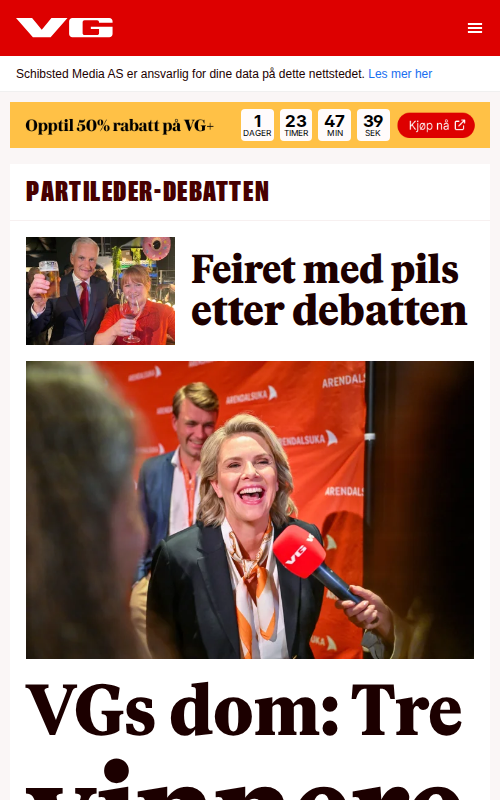 VG
Schibsted Media AS er ansvarlig for dine data på dette nettstedet. Les mer her
Opptil 50% rabatt på VG+
1 23 47 39
DAGER TIMER MIN SEK
Kjøp nå
PARTILEDER-DEBATTEN
Feiret med pils
etter debatten
ARENDALSUKA
ARENDALSUKA
ARENDALSUKA
VG
VGs dom: Tre